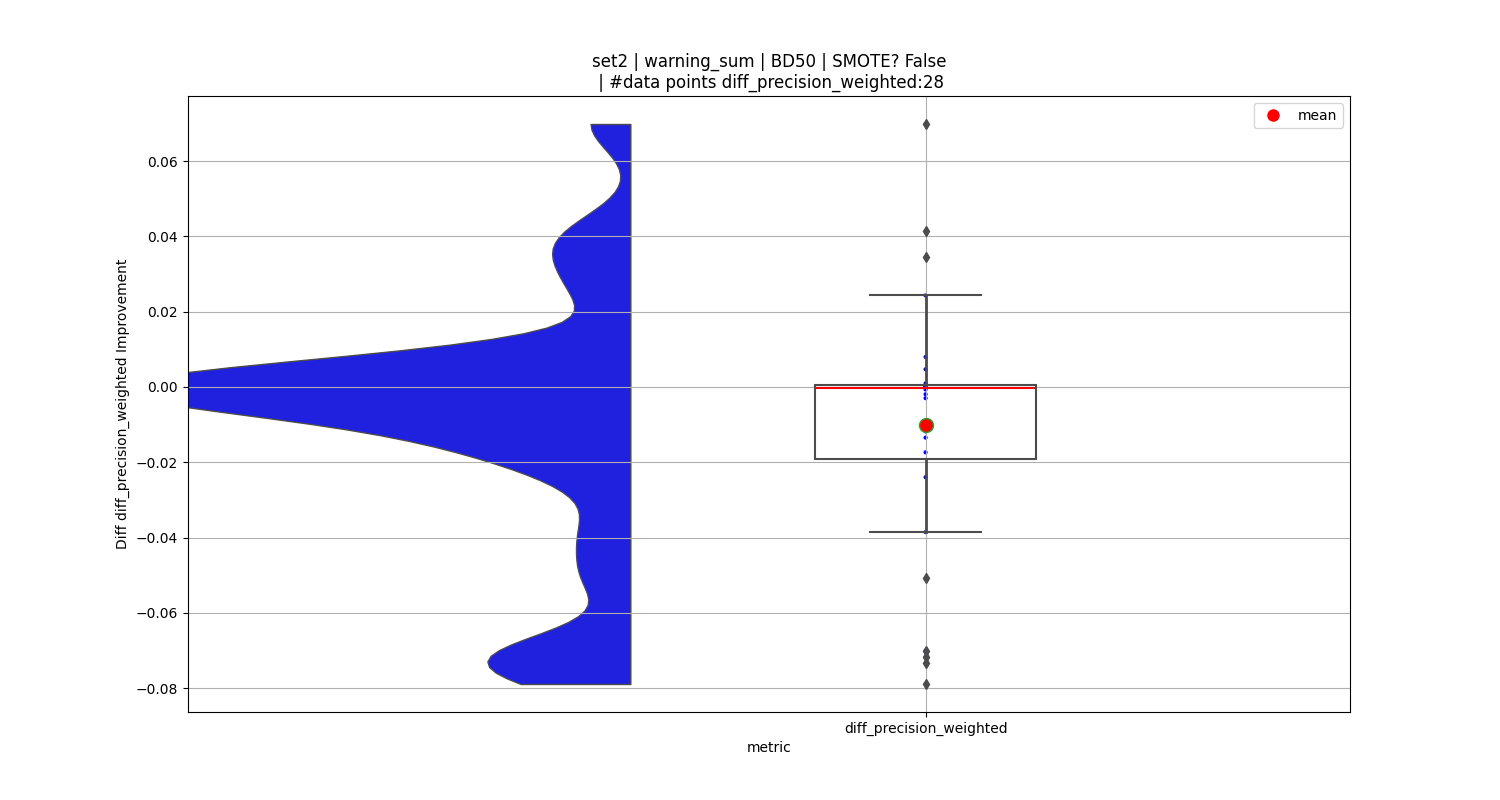 set2 | warning_sum | BD50 | SMOTE? False
| #data points diff_precision_weighted:28
mean
Diff diff_precision_weighted Improvement
0.06
0.04
0.02
0.00
−0.02
−0.04
−0.06
−0.08
diff_precision_weighted
metric